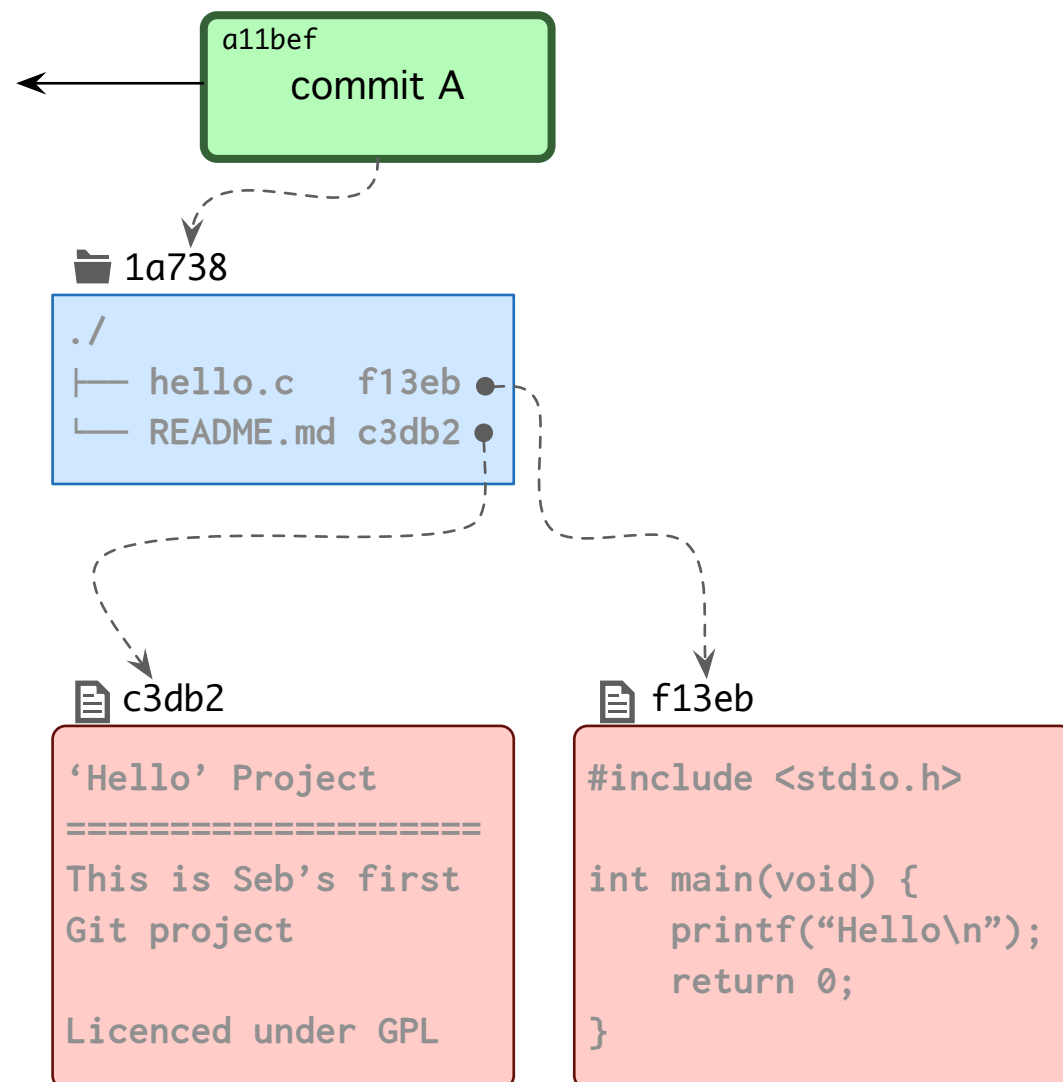 a11bef
commit A
1a738
./
├── hello.c   f13eb
└── README.md c3db2
c3db2
‘Hello’ Project
====================
This is Seb’s first
Git project
Licenced under GPL
f13eb
#include <stdio.h>
int main(void) {
    printf(“Hello\n”);
    return 0;
}